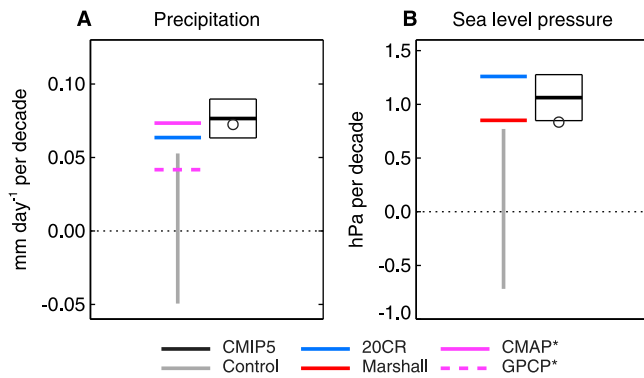 A Precipitation
B Sea level pressure
mm day-1 per decade
0.10
0.05
0.00
-0.05
hPa per decade
1.5
1.0
0.5
0.0
-0.5
-1.0
CMIP5 20CR CMAP*
Control Marshall GPCP*